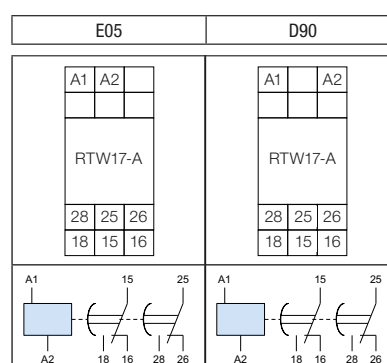 E05 D90
A1 A2 A1 A2
RTW17-A RTW17-A
28 25 26 28 25 26
18 15 16 18 15 16
A1 15 25 A1 15 25
A2 18 16 28 26 A2 18 16 28 26